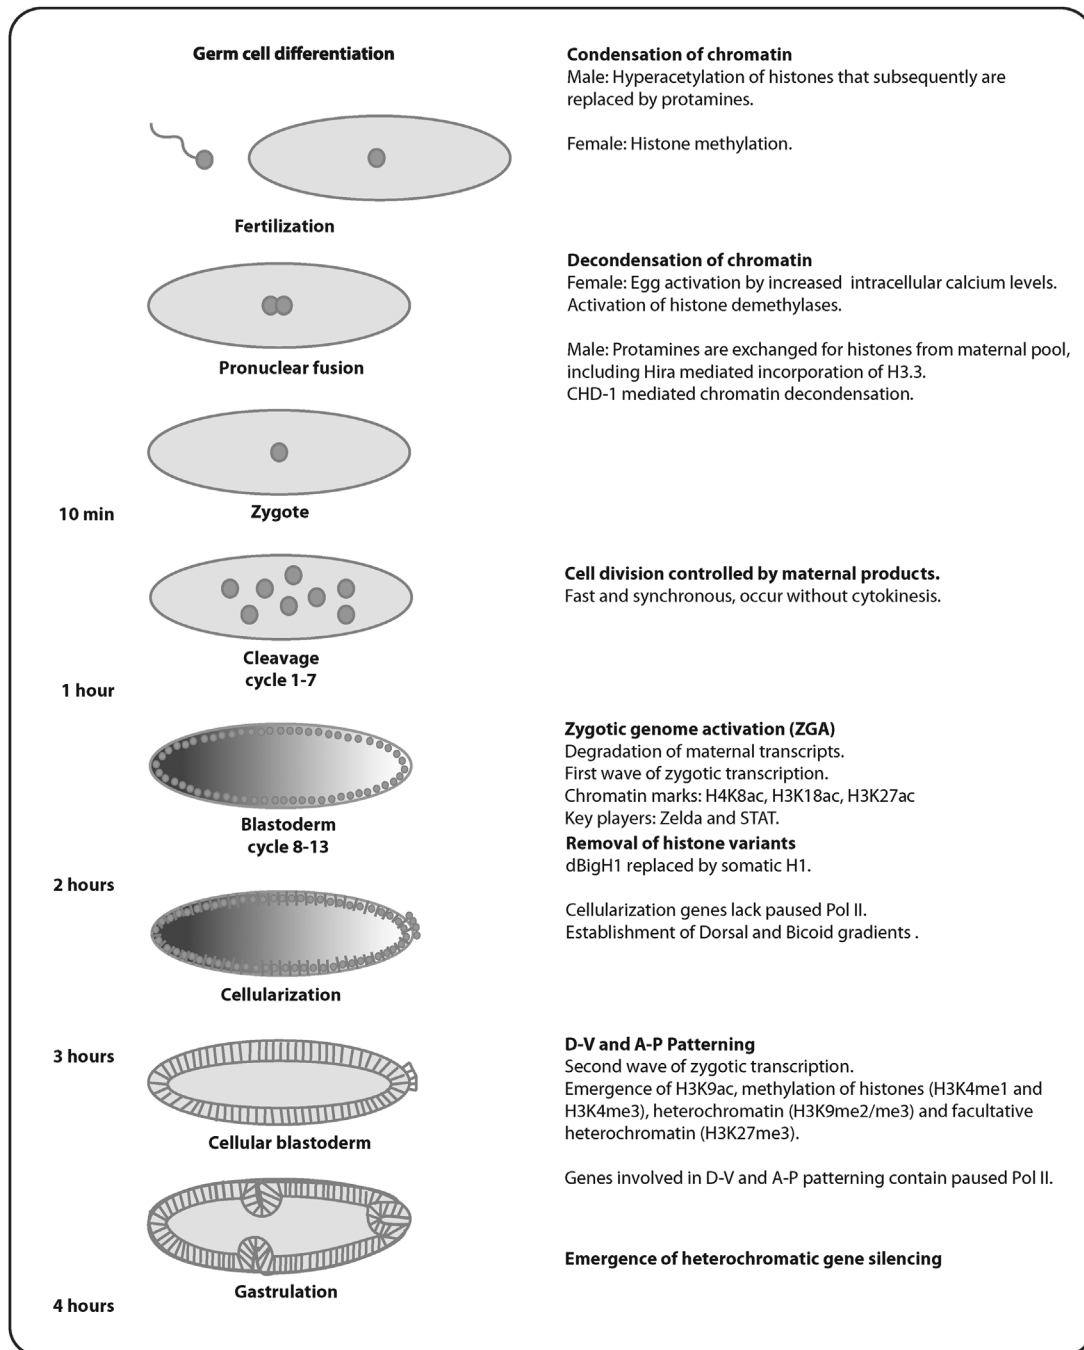 Germ cell differentiation
Condensation of chromatin
Male: Hyperacetylation of histones that subsequently are
replaced by protamines.
Female: Histone methylation.
Fertilization
Decondensation of chromatin
Female: Egg activation by increased intracellular calcium levels.
Activation of histone demethylases.
Male: Protamines are exchanged for histones from maternal pool,
including Hira mediated incorporation of H3.3.
CHD-1 mediated chromatin decondensation.
Pronuclear fusion
10 min
Zygote
Cell division controlled by maternal products.
Fast and synchronous, occur without cytokinesis.
Cleavage
cycle 1-7
1 hour
Zygotic genome activation (ZGA)
Degradation of maternal transcripts.
First wave of zygotic transcription.
Chromatin marks: H4K8ac, H3K18ac, H3K27ac
Key players: Zelda and STAT.
Removal of histone variants
dBigH1 replaced by somatic H1.
Blastoderm
cycle 8-13
2 hours
Cellularization genes lack paused Pol II.
Establishment of Dorsal and Bicoid gradients .
Cellularization
3 hours
D-V and A-P Patterning
Second wave of zygotic transcription.
Emergence of H3K9ac, methylation of histones (H3K4me1 and
H3K4me3), heterochromatin (H3K9me2/me3) and facultative
heterochromatin (H3K27me3).
Cellular blastoderm
Genes involved in D-V and A-P patterning contain paused Pol II.
Emergence of heterochromatic gene silencing
Gastrulation
4 hours